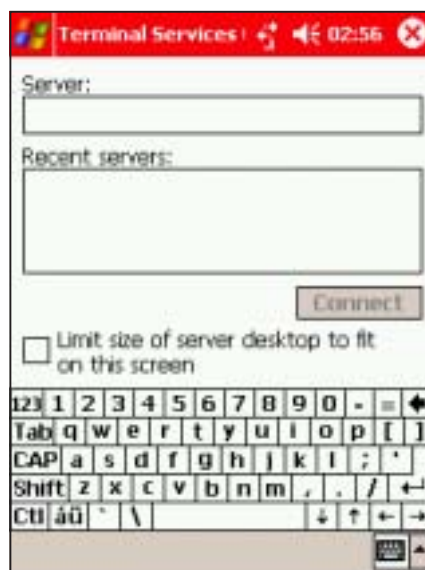 Terminal Services 02:56
Server:
Recent servers:
Connect
Limit size of server desktop to fit
on this screen
123 1 2 3 4 5 6 7 8 9 0 - =
Tab q w e r t y u i o p [ ]
CAP a s d f g h j k l ; '
Shift z x c v b n m , . /
Ctl áü ` \